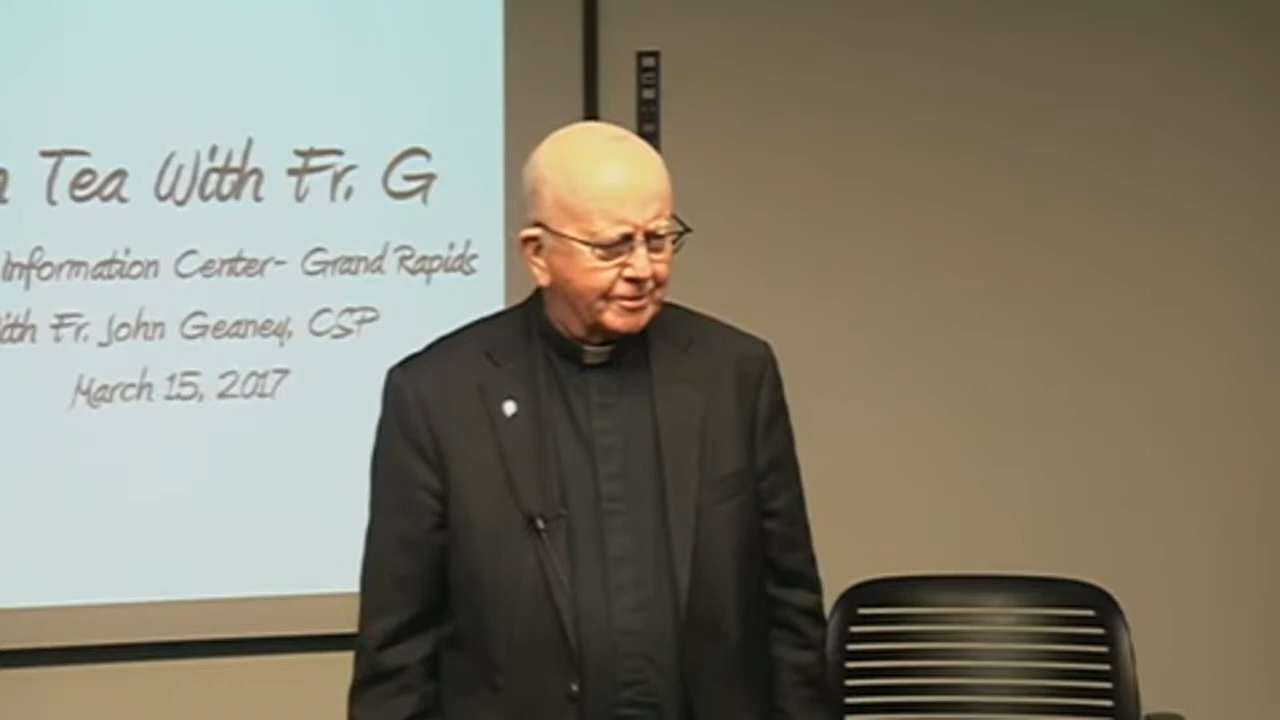 Tea With Fr. G
Information Center- Grand Rapids
ith Fr. John Geaney, CSP
March 15, 2017